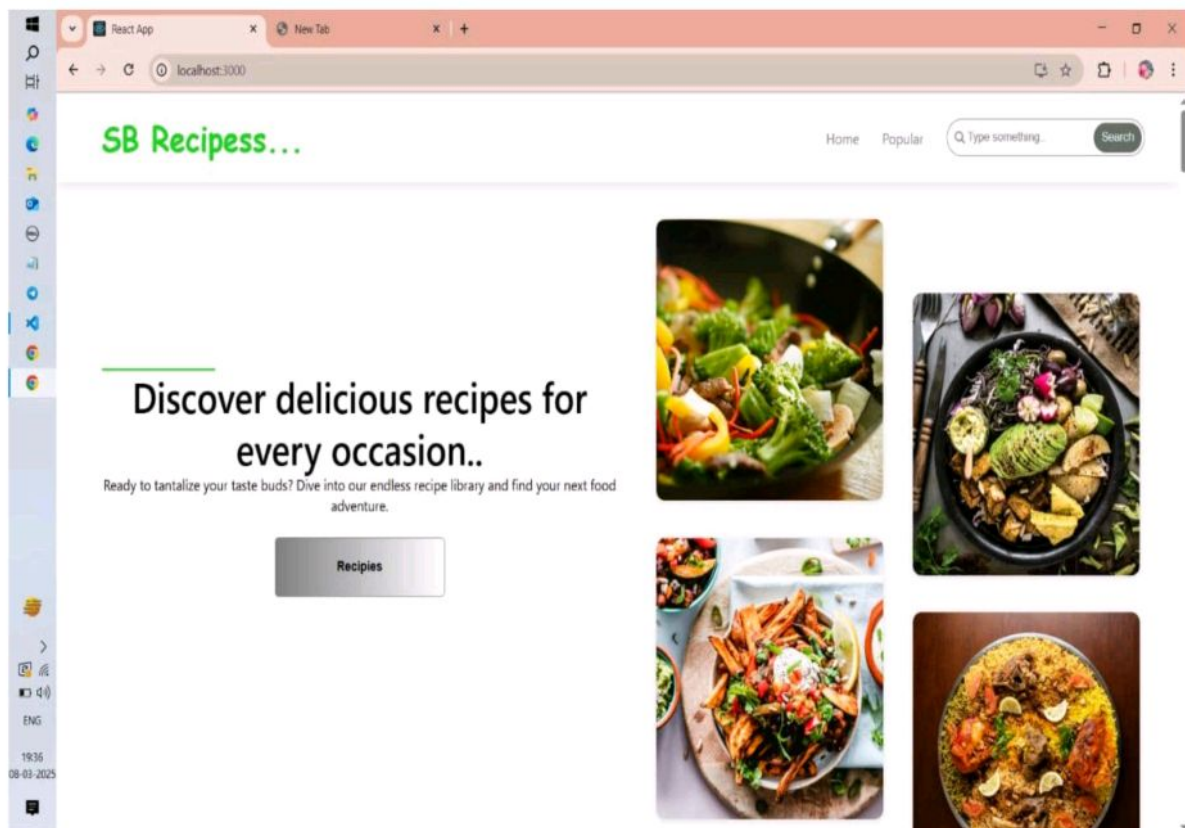 React App
New Tab
localhost:3000
SB Recipess...
Home
Popular
Type something..
Search
Discover delicious recipes for
every occasion..
Ready to tantalize your taste buds? Dive into our endless recipe library and find your next food
adventure.
Recipies
ENG
19:36
08-03-2025